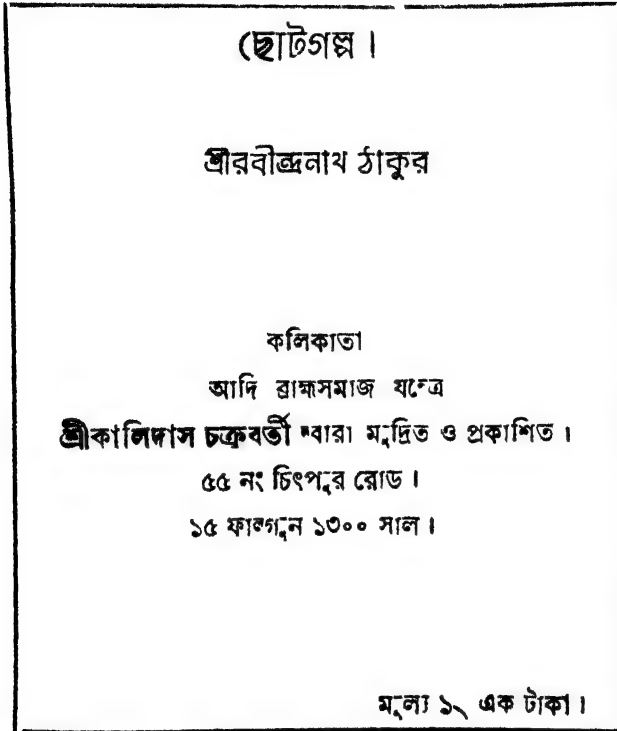 ছোটগল্প।
শ্রীরবীন্দ্রনাথ ঠাকুর
কলিকাতা
আদি ব্রাহ্মসমাজ যন্ত্রে
শ্রীকালিদাস চক্রবর্তী দ্বারা মুদ্রিত ও প্রকাশিত।
৫৫ নং চিৎপুর রোড।
১৫ ফাল্গুন ১৩০০ সাল।
মূল্য ১৲ এক টাকা।